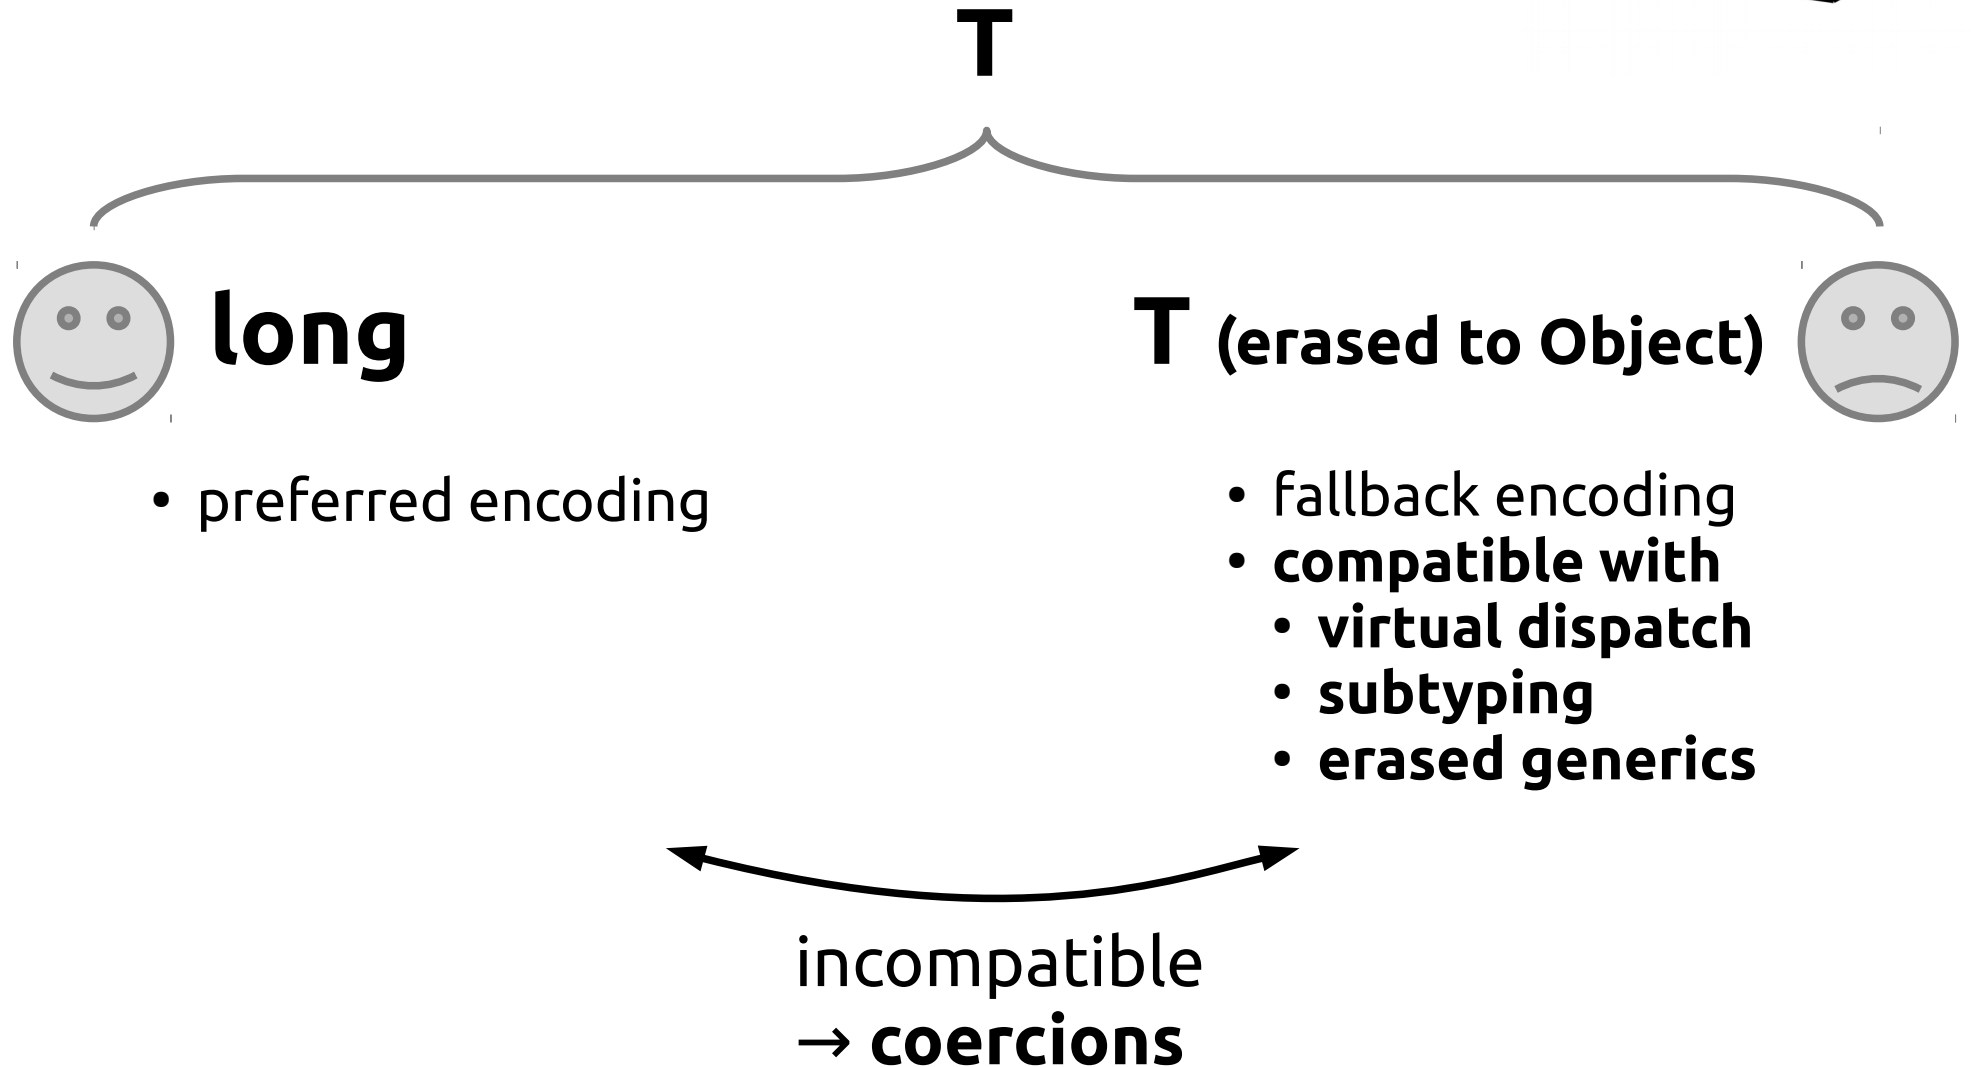 T
long
• preferred encoding
T (erased to Object)
• fallback encoding
• compatible with
• virtual dispatch
• subtyping
• erased generics
incompatible
→ coercions